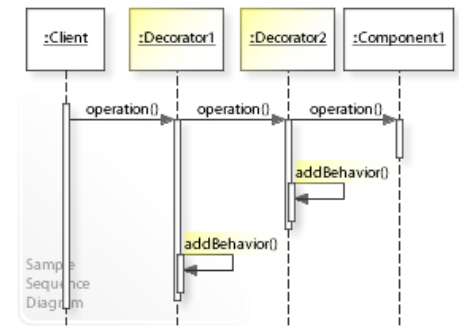 :Client
:Decorator1
:Decorator2
:Component1
operation()
operation()
operation()
addBehavior()
addBehavior()
Sample
Sequence
Diagram